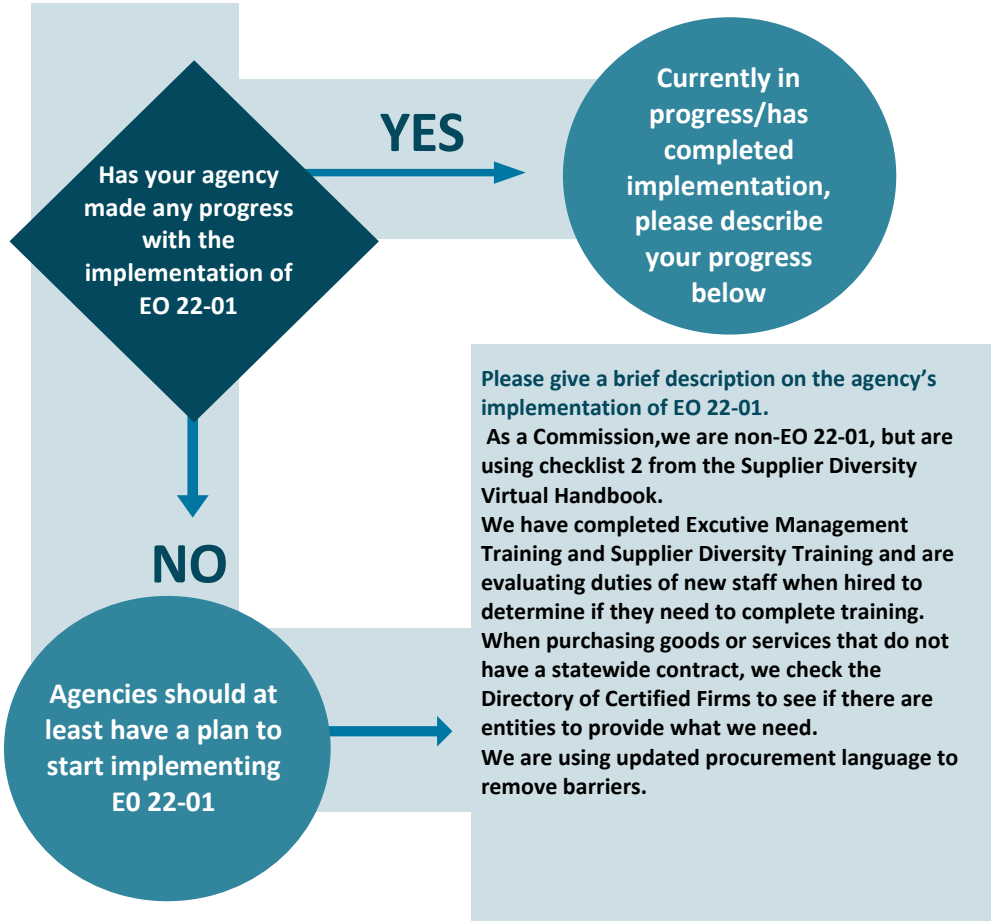 Has your agency
made any progress
with the
implementation of
EO 22-01
YES
Currently in
progress/has
completed
implementation,
please describe
your progress
below
NO
Agencies should at
least have a plan to
start implementing
E0 22-01
Please give a brief description on the agency’s
implementation of EO 22-01.
As a Commission,we are non-EO 22-01, but are
using checklist 2 from the Supplier Diversity
Virtual Handbook.
We have completed Excutive Management
Training and Supplier Diversity Training and are
evaluating duties of new staff when hired to
determine if they need to complete training.
When purchasing goods or services that do not
have a statewide contract, we check the
Directory of Certified Firms to see if there are
entities to provide what we need.
We are using updated procurement language to
remove barriers.